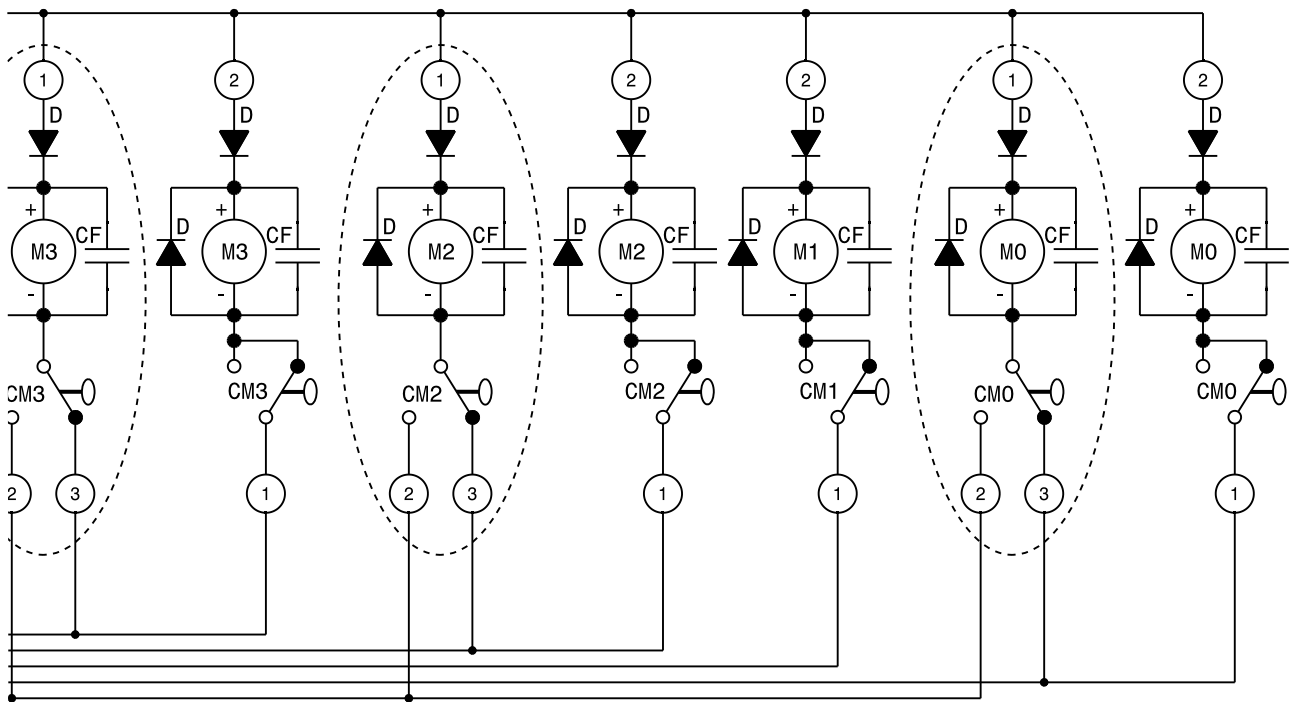 1 2 1 2 2 1 2
D D D D D D D
+ + + + + + +
D D D D D
M3 CF M3 CF M2 CF M2 CF M1 CF M0 CF M0 CF
- - - - - - -
CM3 CM3 CM2 CM2 CM1 CM0 CM0
2 3 1 2 3 1 1 2 3 1